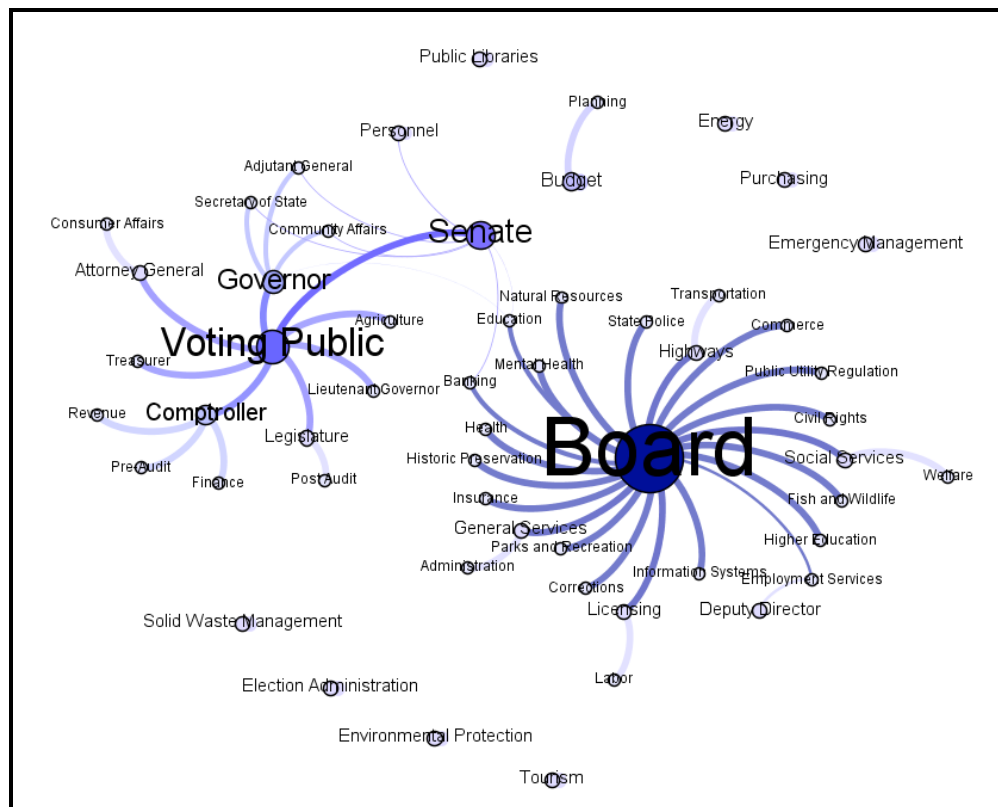 Public Libraries
Planning
Energy
Personnel
Adjutant General
Budget
Purchasing
Secretary of State
Consumer Affairs
Community Affairs
Senate
Emergency Management
Attorney General
Governor
Natural Resources
Transportation
Agriculture
Education
State Police
Commerce
Voting Public
Highways
Treasurer
Mental Health
Public Utility Regulation
Lieutenant Governor
Banking
Revenue
Comptroller
Civil Rights
Health
Legislature
Board
Historic Preservation
Social Services
Pre-Audit
Finance
Post Audit
Welfare
Insurance
Fish and Wildlife
General Services
Parks and Recreation
Higher Education
Administration
Information Systems
Employment Services
Corrections
Licensing
Deputy Director
Solid Waste Management
Labor
Election Administration
Environmental Protection
Tourism